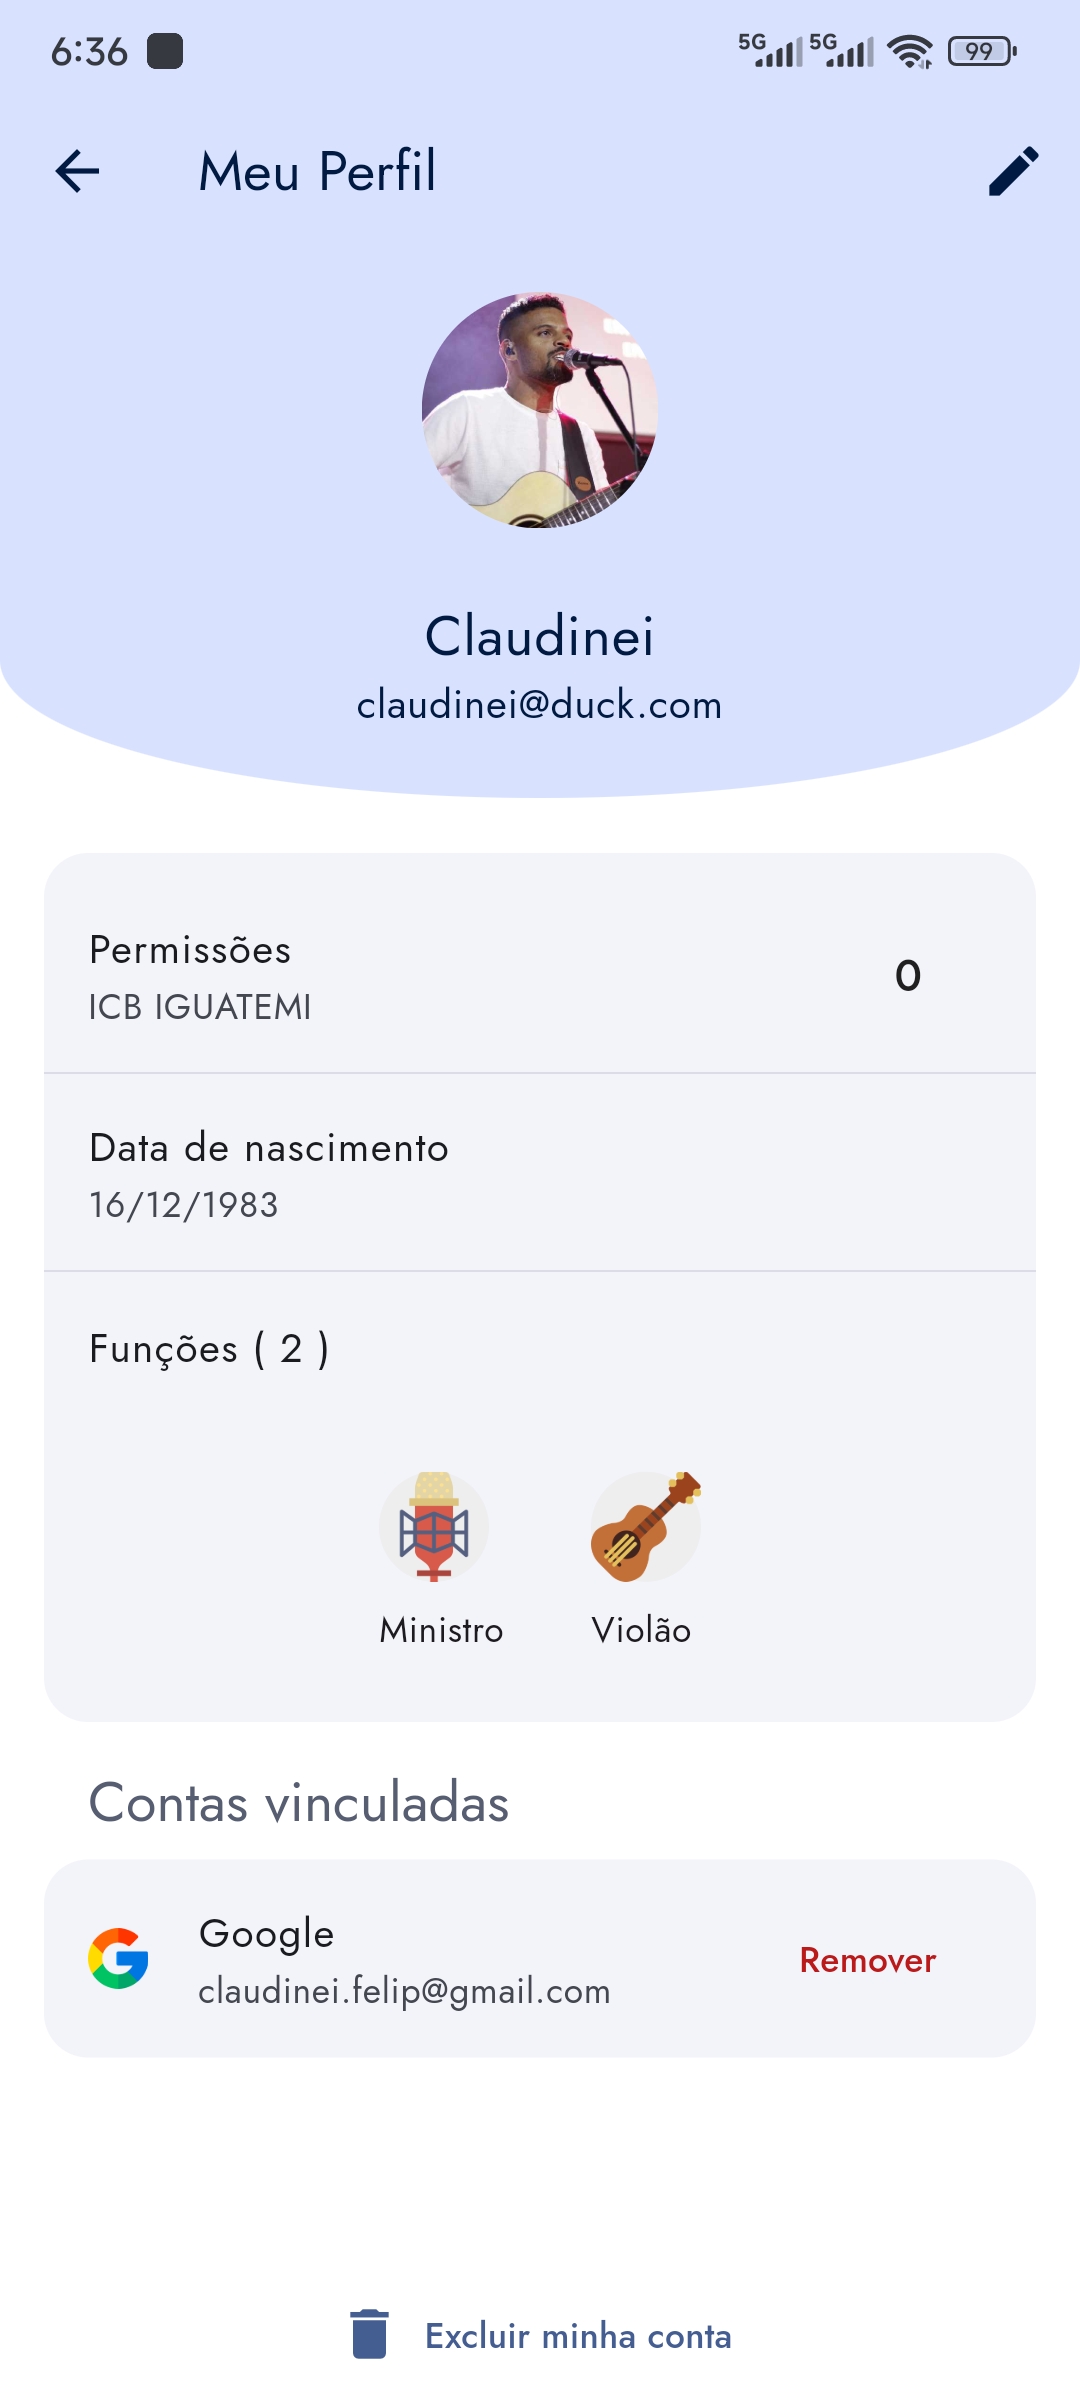 6:36
5G 5G 99
Meu Perfil
Claudinei
claudinei@duck.com
Permissões
ICB IGUATEMI
0
Data de nascimento
16/12/1983
Funções ( 2 )
Ministro Violão
Contas vinculadas
Google
claudinei.felip@gmail.com
Remover
Excluir minha conta